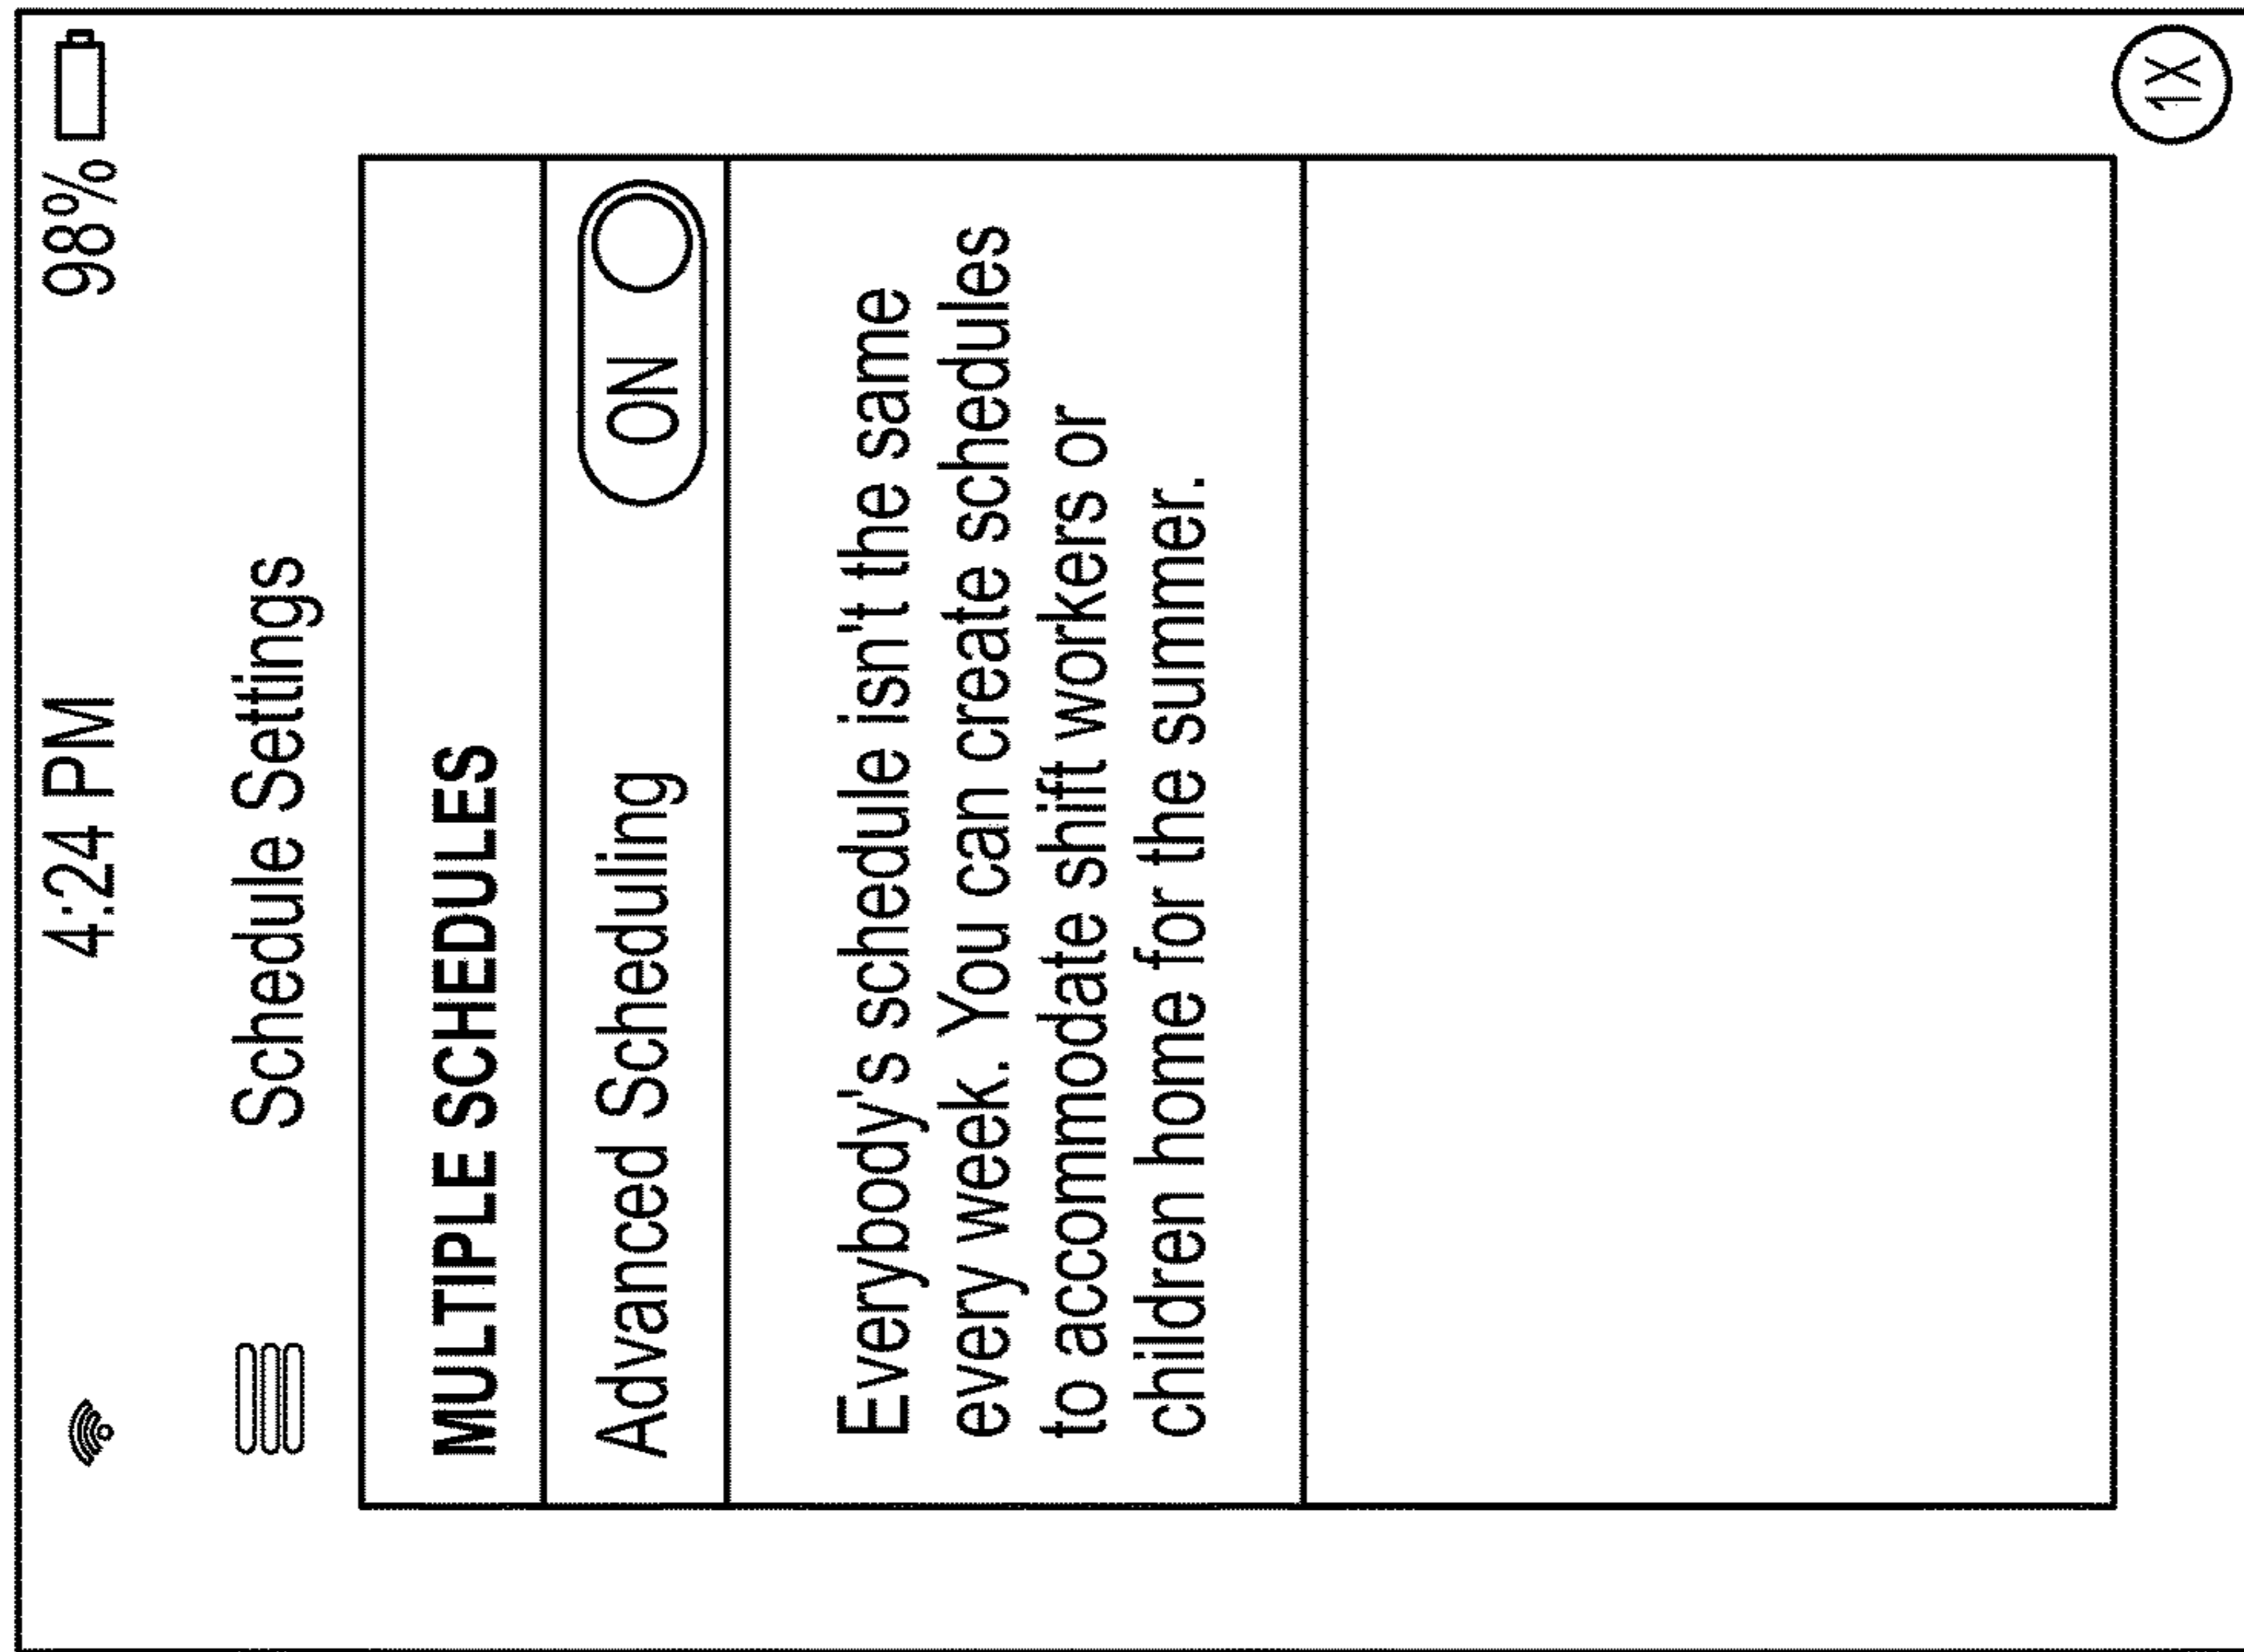 4:24 PM 98%
Schedule Settings
MULTIPLE SCHEDULES
Advanced Scheduling ON
Everybody's schedule isn't the same
every week. You can create schedules
to accommodate shift workers or
children home for the summer.
1X